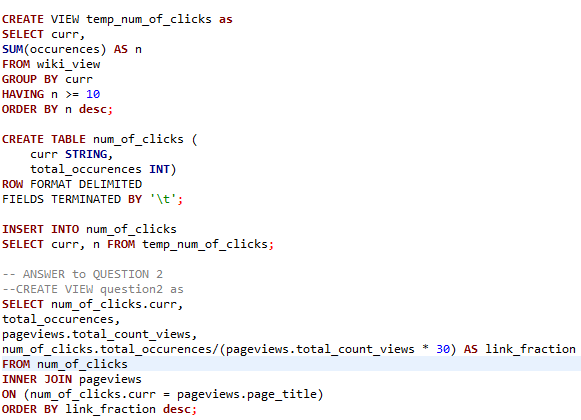 CREATE VIEW temp_num_of_clicks as
SELECT curr,
SUM(occurences) AS n
FROM wiki_view
GROUP BY curr
HAVING n >= 10
ORDER BY n desc;
CREATE TABLE num_of_clicks (
curr STRING,
total_occurences INT)
ROW FORMAT DELIMITED
FIELDS TERMINATED BY '\t';
INSERT INTO num_of_clicks
SELECT curr, n FROM temp_num_of_clicks;
-- ANSWER to QUESTION 2
--CREATE VIEW question2 as
SELECT num_of_clicks.curr,
total_occurences,
pageviews.total_count_views,
num_of_clicks.total_occurences/(pageviews.total_count_views * 30) AS link_fraction
FROM num_of_clicks
INNER JOIN pageviews
ON (num_of_clicks.curr = pageviews.page_title)
ORDER BY link_fraction desc;